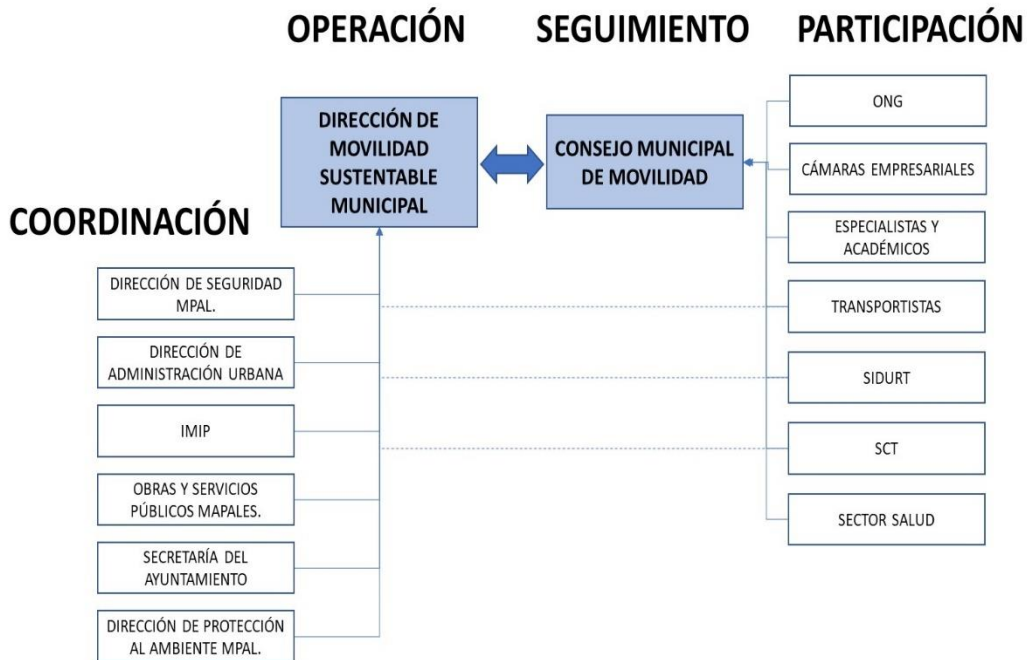 OPERACIÓN
SEGUIMIENTO
PARTICIPACIÓN
DIRECCIÓN DE
MOVILIDAD
SUSTENTABLE
MUNICIPAL
CONSEJO MUNICIPAL
DE MOVILIDAD
COORDINACIÓN
DIRECCIÓN DE SEGURIDAD
MPAL.
DIRECCIÓN DE
ADMINISTRACIÓN URBANA
IMIP
OBRAS Y SERVICIOS
PÚBLICOS MAPALES.
SECRETARÍA DEL
AYUNTAMIENTO
DIRECCIÓN DE PROTECCIÓN
AL AMBIENTE MPAL.
ONG
CÁMARAS EMPRESARIALES
ESPECIALISTAS Y
ACADÉMICOS
TRANSPORTISTAS
SIDURT
SCT
SECTOR SALUD